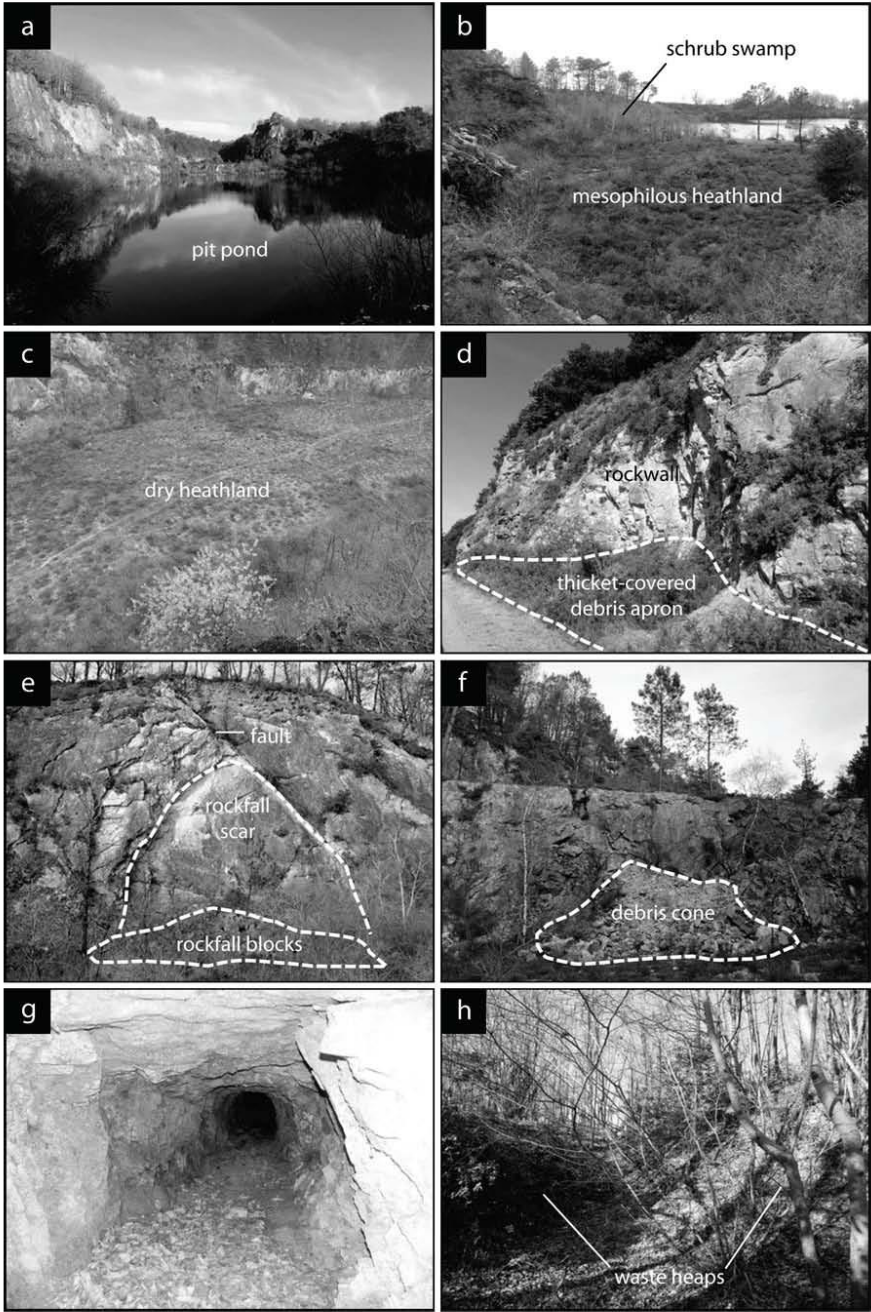 a
pit pond
b
schrub swamp
mesophilous heathland
c
dry heathland
d
rockwall
thicket-covered
debris apron
e
fault
rockfall
scar
rockfall blocks
f
debris cone
g
h
waste heaps